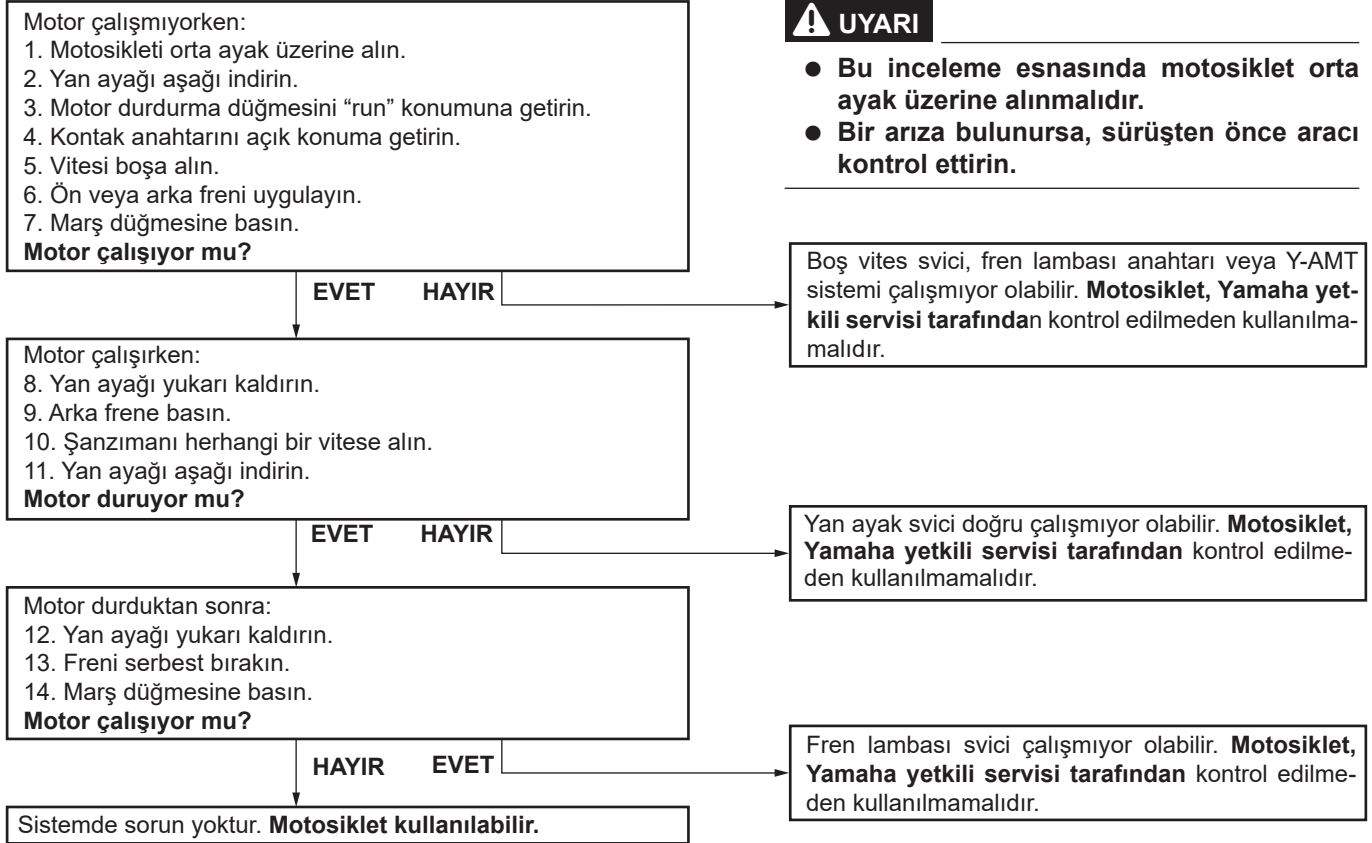 Motor çalışmıyorken:
1. Motosikleti orta ayak üzerine alın.
2. Yan ayağı aşağı indirin.
3. Motor durdurma düğmesini “run” konumuna getirin.
4. Kontak anahtarını açık konuma getirin.
5. Vitesi boşa alın.
6. Ön veya arka freni uygulayın.
7. Marş düğmesine basın.
Motor çalışıyor mu?
UYARI
● Bu inceleme esnasında motosiklet orta
ayak üzerine alınmalıdır.
● Bir arıza bulunursa, sürüşten önce aracı
kontrol ettirin.
EVET HAYIR
Boş vites svici, fren lambası anahtarı veya Y-AMT
sistemi çalışmıyor olabilir. Motosiklet, Yamaha yet-
kili servisi tarafından kontrol edilmeden kullanılma-
malıdır.
Motor çalışırken:
8. Yan ayağı yukarı kaldırın.
9. Arka frene basın.
10. Şanzımanı herhangi bir vitese alın.
11. Yan ayağı aşağı indirin.
Motor duruyor mu?
EVET HAYIR
Yan ayak svici doğru çalışmıyor olabilir. Motosiklet,
Yamaha yetkili servisi tarafından kontrol edilme-
den kullanılmamalıdır.
Motor durduktan sonra:
12. Yan ayağı yukarı kaldırın.
13. Freni serbest bırakın.
14. Marş düğmesine basın.
Motor çalışıyor mu?
HAYIR EVET
Fren lambası svici çalışmıyor olabilir. Motosiklet,
Yamaha yetkili servisi tarafından kontrol edilme-
den kullanılmamalıdır.
Sistemde sorun yoktur. Motosiklet kullanılabilir.